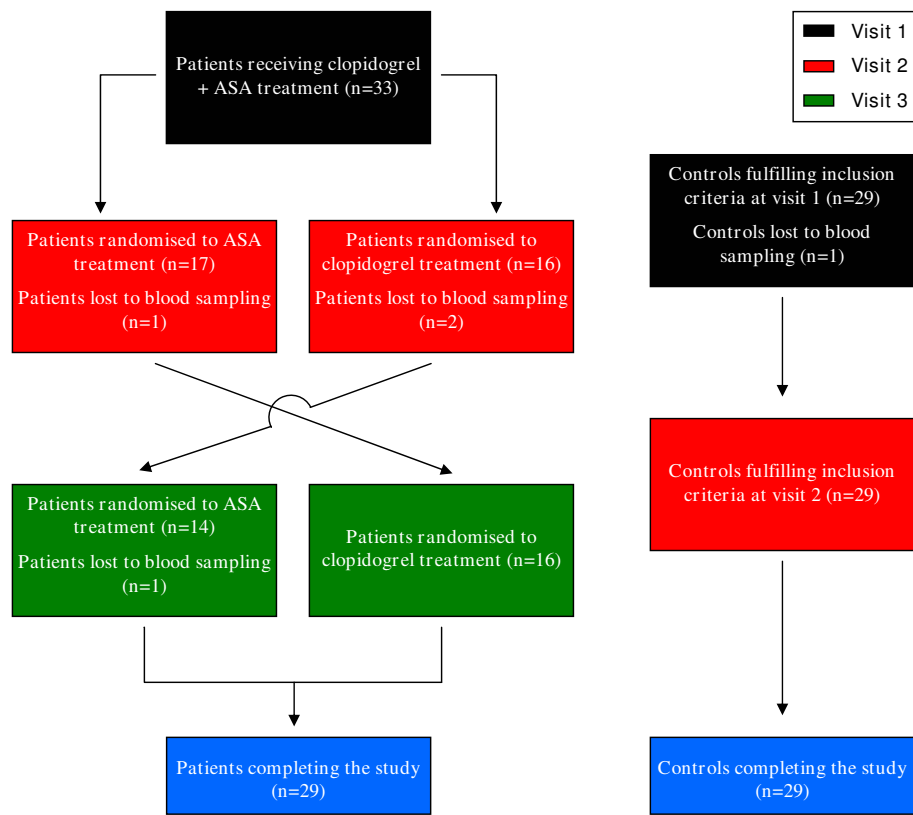 Patients receiving clopidogrel
+ ASA treatment (n=33)
Visit 1
Visit 2
Visit 3
Controls fulfilling inclusion
criteria at visit 1 (n=29)
Controls lost to blood
sampling (n=1)
Patients randomised to ASA
treatment (n=17)
Patients lost to blood sampling
(n=1)
Patients randomised to
clopidogrel treatment (n=16)
Patients lost to blood sampling
(n=2)
Controls fulfilling inclusion
criteria at visit 2 (n=29)
Patients randomised to ASA
treatment (n=14)
Patients lost to blood sampling
(n=1)
Patients randomised to
clopidogrel treatment (n=16)
Patients completing the study
(n=29)
Controls completing the study
(n=29)